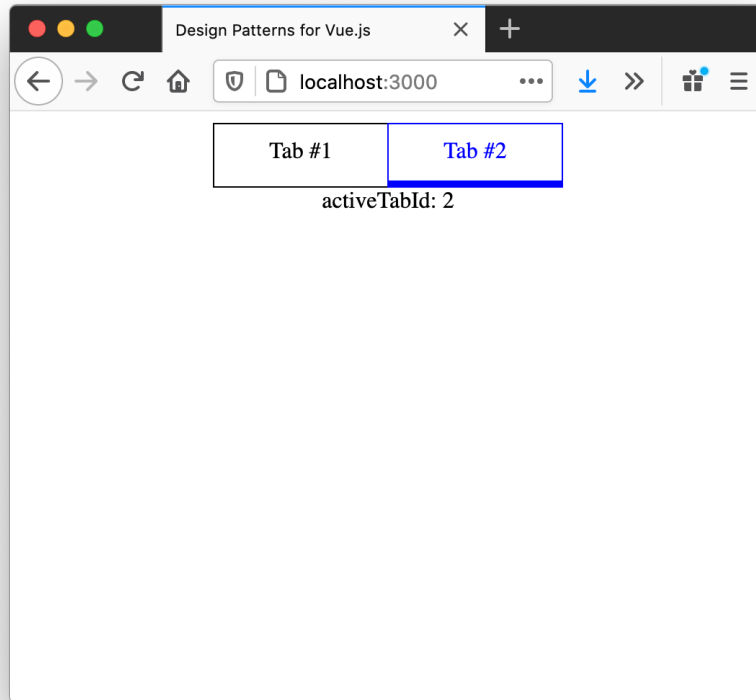 Design Patterns for Vue.js
localhost:3000
Tab #1 Tab #2
activeTabId: 2